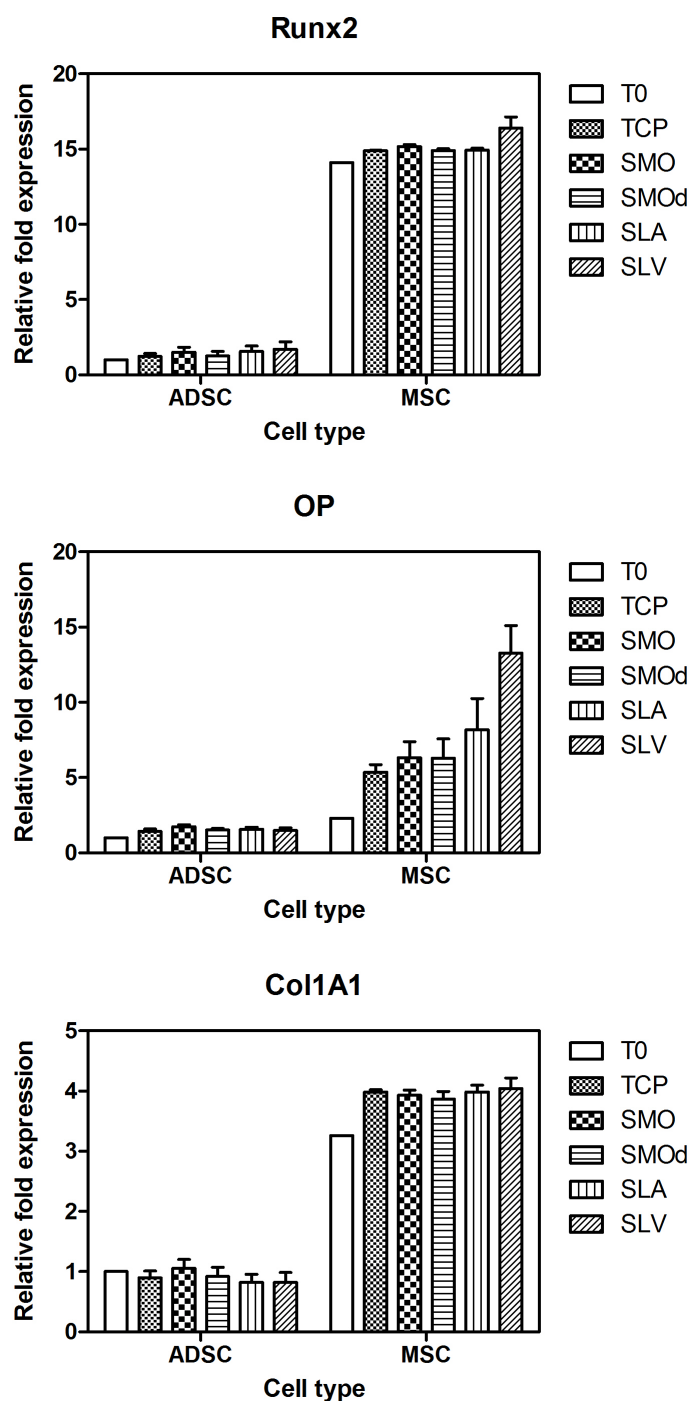 Runx2
Relative fold expression
20
15
10
5
0
ADSC MSC
Cell type
T0
TCP
SMO
SMOd
SLA
SLV
OP
Relative fold expression
20
15
10
5
0
ADSC MSC
Cell type
T0
TCP
SMO
SMOd
SLA
SLV
Col1A1
Relative fold expression
5
4
3
2
1
0
ADSC MSC
Cell type
T0
TCP
SMO
SMOd
SLA
SLV